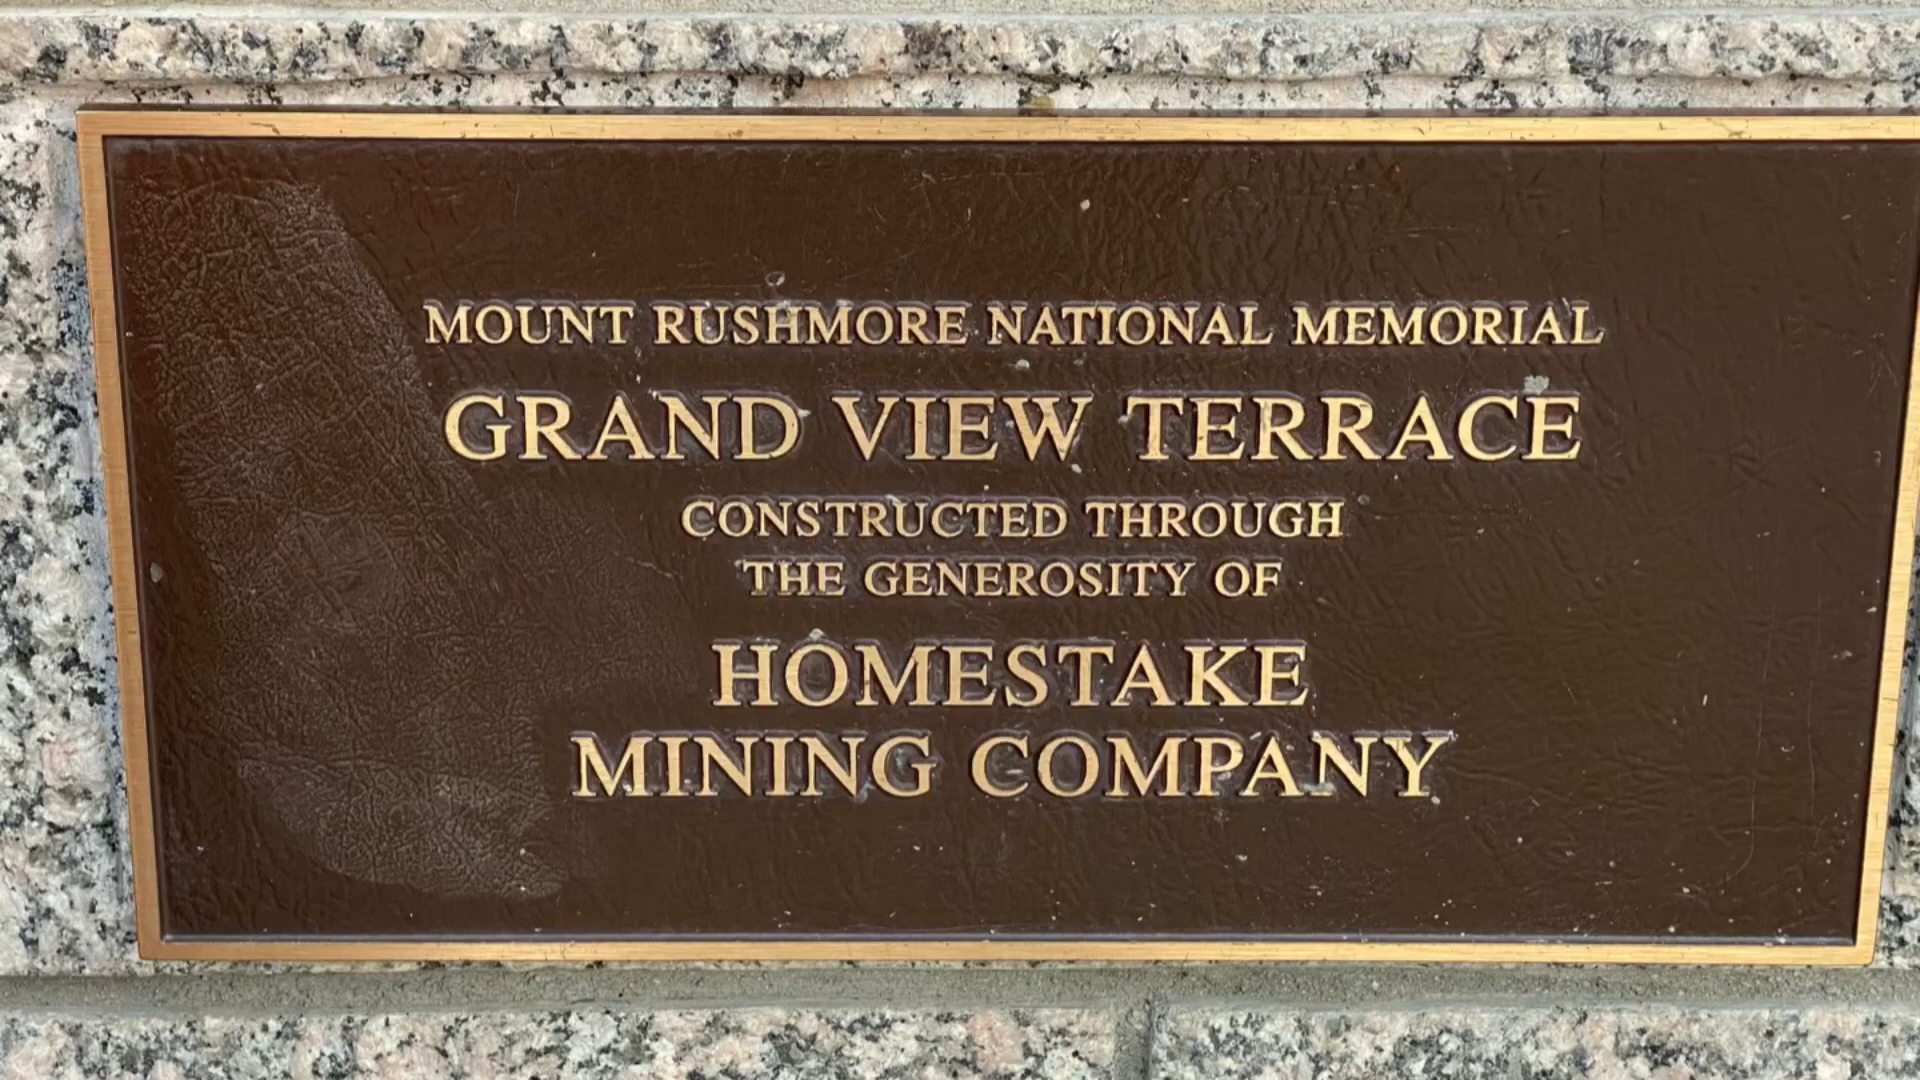 MOUNT RUSHMORE NATIONAL MEMORIAL
GRAND VIEW TERRACE
CONSTRUCTED THROUGH
THE GENEROSITY OF
HOMESTAKE
MINING COMPANY